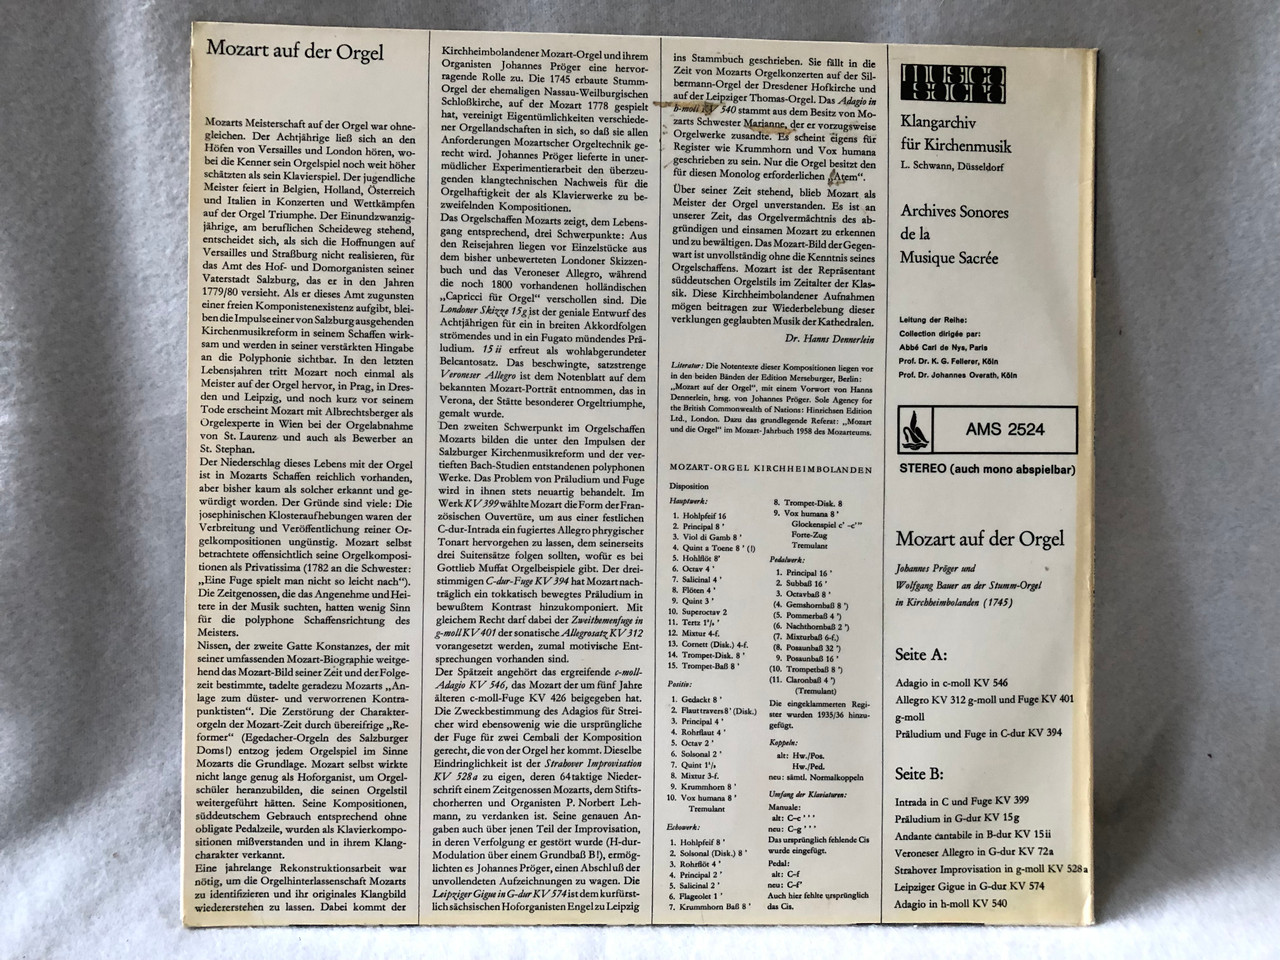 Mozart auf der Orgel
Mozarts Meisterschaft auf der Orgel war ohne-
gleichen. Der Achtjährige ließ sich an den
Höfen von Versailles und London hören, wo-
bei die Kenner sein Orgelspiel noch weit höher
schätzten als sein Klavierspiel. Der jugendliche
Meister feiert in Belgien, Holland, Österreich
und Italien in Konzerten und Wettkämpfen
auf der Orgel Triumphe. Der Einundzwanzig-
jährige, am beruflichen Scheideweg stehend,
entscheidet sich, als sich die Hoffnungen auf
Versailles und Straßburg nicht realisieren, für
das Amt des Hof- und Domorganisten seiner
Vaterstadt Salzburg, das er in den Jahren
1779/80 versieht. Als er dieses Amt zugunsten
einer freien Komponistenexistenz aufgibt, blei-
ben die Impulse einer von Salzburg ausgehenden
Kirchenmusikreform in seinem Schaffen wirk-
sam und werden in seiner verstärkten Hingabe
an die Polyphonie sichtbar. In den letzten
Lebensjahren tritt Mozart noch einmal als
Meister auf der Orgel hervor, in Prag, in Dres-
den und Leipzig, und noch kurz vor seinem
Tode erscheint Mozart mit Albrechtsberger als
Orgelexperte in Wien bei der Orgelabnahme
von St. Laurenz und auch als Bewerber an
St. Stephan.
Der Niederschlag dieses Lebens mit der Orgel
ist in Mozarts Schaffen reichlich vorhanden,
aber bisher kaum als solcher erkannt und ge-
würdigt worden. Der Gründe sind viele: Die
josephinischen Klosteraufhebungen waren der
Verbreitung und Veröffentlichung reiner Or-
gelkompositionen ungünstig. Mozart selbst
betrachtete offensichtlich seine Orgelkomposi-
tionen als Privatissima (1782 an die Schwester:
„Eine Fuge spielt man nicht so leicht nach“).
Die Zeitgenossen, die das Angenehme und Hei-
tere in der Musik suchten, hatten wenig Sinn
für die polyphone Schaffensrichtung des
Meisters.
Nissen, der zweite Gatte Konstanzes, der mit
seiner umfassenden Mozart-Biographie weitge-
hend das Mozart-Bild seiner Zeit und der Folge-
zeit bestimmte, tadelte geradezu Mozarts „An-
lage zum düster- und verworrenen Kontra-
punktisten“. Die Zerstörung der Charakter-
orgeln der Mozart-Zeit durch übereifrige „Re-
former“ (Egedacher-Orgeln des Salzburger
Doms!) entzog jedem Orgelspiel im Sinne
Mozarts die Grundlage. Mozart selbst wirkte
nicht lange genug als Hoforganist, um Orgel-
schüler heranzubilden, die seinen Orgelstil
weitergeführt hätten. Seine Kompositionen,
süddeutschem Gebrauch entsprechend ohne
obligate Pedalzeile, wurden als Klavierkompo-
sitionen mißverstanden und in ihrem Klang-
charakter verkannt.
Eine jahrelange Rekonstruktionsarbeit war
nötig, um die Orgelhinterlassenschaft Mozarts
zu identifizieren und ihr originales Klangbild
wiedererstehen zu lassen. Dabei kommt der
Kirchheimbolandener Mozart-Orgel und ihrem
Organisten Johannes Pröger eine hervor-
ragende Rolle zu. Die 1745 erbaute Stumm-
Orgel der ehemaligen Nassau-Weilburgischen
Schloßkirche, auf der Mozart 1778 gespielt
hat, vereinigt Eigentümlichkeiten verschiede-
ner Orgellandschaften in sich, so daß sie allen
Anforderungen Mozartscher Orgeltechnik ge-
recht wird. Johannes Pröger lieferte in uner-
müdlicher Experimentierarbeit den überzeu-
genden klangtechnischen Nachweis für die
Orgelhaftigkeit der als Klavierwerke zu be-
zweifelnden Kompositionen.
Das Orgelschaffen Mozarts zeigt, dem Lebens-
gang entsprechend, drei Schwerpunkte: Aus
den Reisejahren liegen vor Einzelstücke aus
dem bisher unbewerteten Londoner Skizzen-
buch und das Veroneser Allegro, während
die noch 1800 vorhandenen holländischen
„Capricci für Orgel“ verschollen sind. Die
Londoner Skizze 15g ist der geniale Entwurf des
Achtjährigen für ein in breiten Akkordfolgen
strömendes und in ein Fugato mündendes Prä-
ludium. 15 ii erfreut als wohlabgerundeter
Belcantosatz. Das beschwingte, satzstrenge
Veroneser Allegro ist dem Notenblatt auf dem
bekannten Mozart-Porträt entnommen, das in
Verona, der Stätte besonderer Orgeltriumphe,
gemalt wurde.
Den zweiten Schwerpunkt im Orgelschaffen
Mozarts bilden die unter den Impulsen der
Salzburger Kirchenmusikreform und der ver-
tieften Bach-Studien entstandenen polyphonen
Werke. Das Problem von Präludium und Fuge
wird in ihnen stets neuartig behandelt. Im
Werk KV 399 wählte Mozart die Form der Fran-
zösischen Ouvertüre, um aus einer festlichen
C-dur-Intrada ein fugiertes Allegro phrygischer
Tonart hervorgehen zu lassen, dem seinerseits
drei Suitensätze folgen sollten, wofür es bei
Gottlieb Muffat Orgelbeispiele gibt. Der drei-
stimmigen C-dur-Fuge KV 394 hat Mozart nach-
träglich ein tokkatisch bewegtes Präludium in
bewußtem Kontrast hinzukomponiert. Mit
gleichem Recht darf dabei der Zweithemenfuge in
g-moll KV 401 der sonatische Allegrosatz KV 312
vorangesetzt werden, zumal motivische Ent-
sprechungen vorhanden sind.
Der Spätzeit angehört das ergreifende c-moll-
Adagio KV 546, das Mozart der um fünf Jahre
älteren c-moll-Fuge KV 426 beigegeben hat.
Die Zweckbestimmung des Adagios für Strei-
cher wird ebensowenig wie die ursprüngliche
der Fuge für zwei Cembali der Komposition
gerecht, die von der Orgel her kommt. Dieselbe
Eindringlichkeit ist der Strahover Improvisation
KV 528a zu eigen, deren 64taktige Nieder-
schrift einem Zeitgenossen Mozarts, dem Stifts-
chorherren und Organisten P. Norbert Leh-
mann, zu verdanken ist. Seine genauen An-
gaben auch über jenen Teil der Improvisation,
in deren Verfolgung er gestört wurde (H-dur-
Modulation über einem Grundbaß B!), ermög-
lichten es Johannes Pröger, einen Abschluß der
unvollendeten Aufzeichnungen zu wagen. Die
Leipziger Gigue in G-dur KV 574 ist dem kurfürst-
lich sächsischen Hoforganisten Engel zu Leipzig
ins Stammbuch geschrieben. Sie fällt in die
Zeit von Mozarts Orgelkonzerten auf der Sil-
bermann-Orgel der Dresdener Hofkirche und
auf der Leipziger Thomas-Orgel. Das Adagio in
h-moll KV 540 stammt aus dem Besitz von Mo-
zarts Schwester Marianne, der er vorzugsweise
Orgelwerke zusandte. Es scheint eigens für
Register wie Krummhorn und Vox humana
geschrieben zu sein. Nur die Orgel besitzt den
für diesen Monolog erforderlichen „Atem“.
Über seiner Zeit stehend, blieb Mozart als
Meister der Orgel unverstanden. Es ist an
unserer Zeit, das Orgelvermächtnis des ab-
gründigen und einsamen Mozart zu erkennen
und zu bewältigen. Das Mozart-Bild der Gegen-
wart ist unvollständig ohne die Kenntnis seines
Orgelschaffens. Mozart ist der Repräsentant
süddeutschen Orgelstils im Zeitalter der Klas-
sik. Diese Kirchheimbolandener Aufnahmen
mögen beitragen zur Wiederbelebung dieser
verklungen geglaubten Musik der Kathedralen.
Dr. Hanns Dennerlein
Literatur: Die Notentexte dieser Kompositionen liegen vor
in den beiden Bänden der Edition Merseburger, Berlin:
„Mozart auf der Orgel“, mit einem Vorwort von Hanns
Dennerlein, hrsg. von Johannes Pröger. Sole Agency for
the British Commonwealth of Nations: Hinrichsen Edition
Ltd., London. Dazu das grundlegende Referat: „Mozart
und die Orgel“ im Mozart-Jahrbuch 1958 des Mozarteums.
MOZART-ORGEL KIRCHHEIMBOLANDEN
Disposition
Hauptwerk:
1. Hohlpfeif 16
2. Principal 8'
3. Viol di Gamb 8'
4. Quint a Toene 8' (!)
5. Hohlflöt 8'
6. Octav 4'
7. Salicinal 4'
8. Flöten 4'
9. Quint 3'
10. Superoctav 2
11. Tertz 1³/₅'
12. Mixtur 4-f.
13. Cornett (Disk.) 4-f.
14. Trompet-Disk. 8'
15. Trompet-Baß 8'
Positiv:
1. Gedackt 8'
2. Flauttravers 8' (Disk.)
3. Principal 4'
4. Rohrflaut 4'
5. Octav 2'
6. Solsonal 2'
7. Quint 1¹/₂
8. Mixtur 3-f.
9. Krummhorn 8'
10. Vox humana 8'
Tremulant
Echowerk:
1. Hohlpfeif 8'
2. Solsonal (Disk.) 8'
3. Rohrflöt 4'
4. Principal 2'
5. Salicinal 2'
6. Flageolet 1'
7. Krummhorn Baß 8'
8. Trompet-Disk. 8
9. Vox humana 8'
Glockenspiel c'-c'''
Forte-Zug
Tremulant
Pedalwerk:
1. Principal 16'
2. Subbaß 16'
3. Octavbaß 8'
(4. Gemshornbaß 8')
(5. Pommerbaß 4')
(6. Nachthornbaß 2')
(7. Mixturbaß 6-f.)
(8. Posaunbaß 32')
9. Posaunbaß 16'
(10. Trompetbaß 8')
(11. Claronbaß 4')
(Tremulant)
Die eingeklammerten Regi-
ster wurden 1935/36 hinzu-
gefügt.
Koppeln:
alt: Hw./Pos.
Hw./Ped.
neu: sämtl. Normalkoppeln
Umfang der Klaviaturen:
Manuale:
alt: C-c'''
neu: C-g'''
Das ursprünglich fehlende Cis
wurde eingefügt.
Pedal:
alt: C-f
neu: C-f'
Auch hier fehlte ursprünglich
das Cis.
musica
sacra
Klangarchiv
für Kirchenmusik
L. Schwann, Düsseldorf
Archives Sonores
de la
Musique Sacrée
Leitung der Reihe:
Collection dirigée par:
Abbé Carl de Nys, Paris
Prof. Dr. K. G. Fellerer, Köln
Prof. Dr. Johannes Overath, Köln
AMS 2524
STEREO (auch mono abspielbar)
Mozart auf der Orgel
Johannes Pröger und
Wolfgang Bauer an der Stumm-Orgel
in Kirchheimbolanden (1745)
Seite A:
Adagio in c-moll KV 546
Allegro KV 312 g-moll und Fuge KV 401
g-moll
Präludium und Fuge in C-dur KV 394
Seite B:
Intrada in C und Fuge KV 399
Präludium in G-dur KV 15g
Andante cantabile in B-dur KV 15ii
Veroneser Allegro in G-dur KV 72a
Strahover Improvisation in g-moll KV 528a
Leipziger Gigue in G-dur KV 574
Adagio in h-moll KV 540